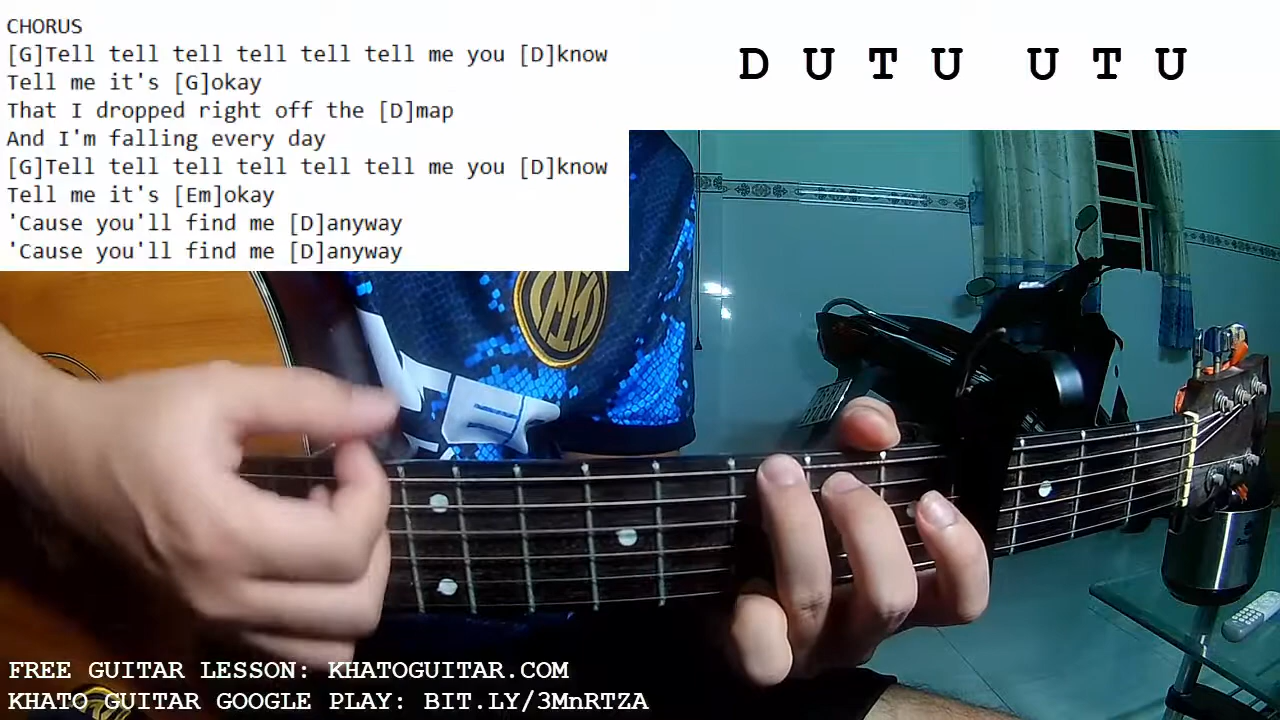 CHORUS
[G]Tell tell tell tell tell tell me you [D]know
Tell me it's [G]okay
That I dropped right off the [D]map
And I'm falling every day
[G]Tell tell tell tell tell tell me you [D]know
Tell me it's [Em]okay
'Cause you'll find me [D]anyway
'Cause you'll find me [D]anyway
D U T U U T U
FREE GUITAR LESSON: KHATOGUITAR.COM
KHATO GUITAR GOOGLE PLAY: BIT.LY/3MnRTZA